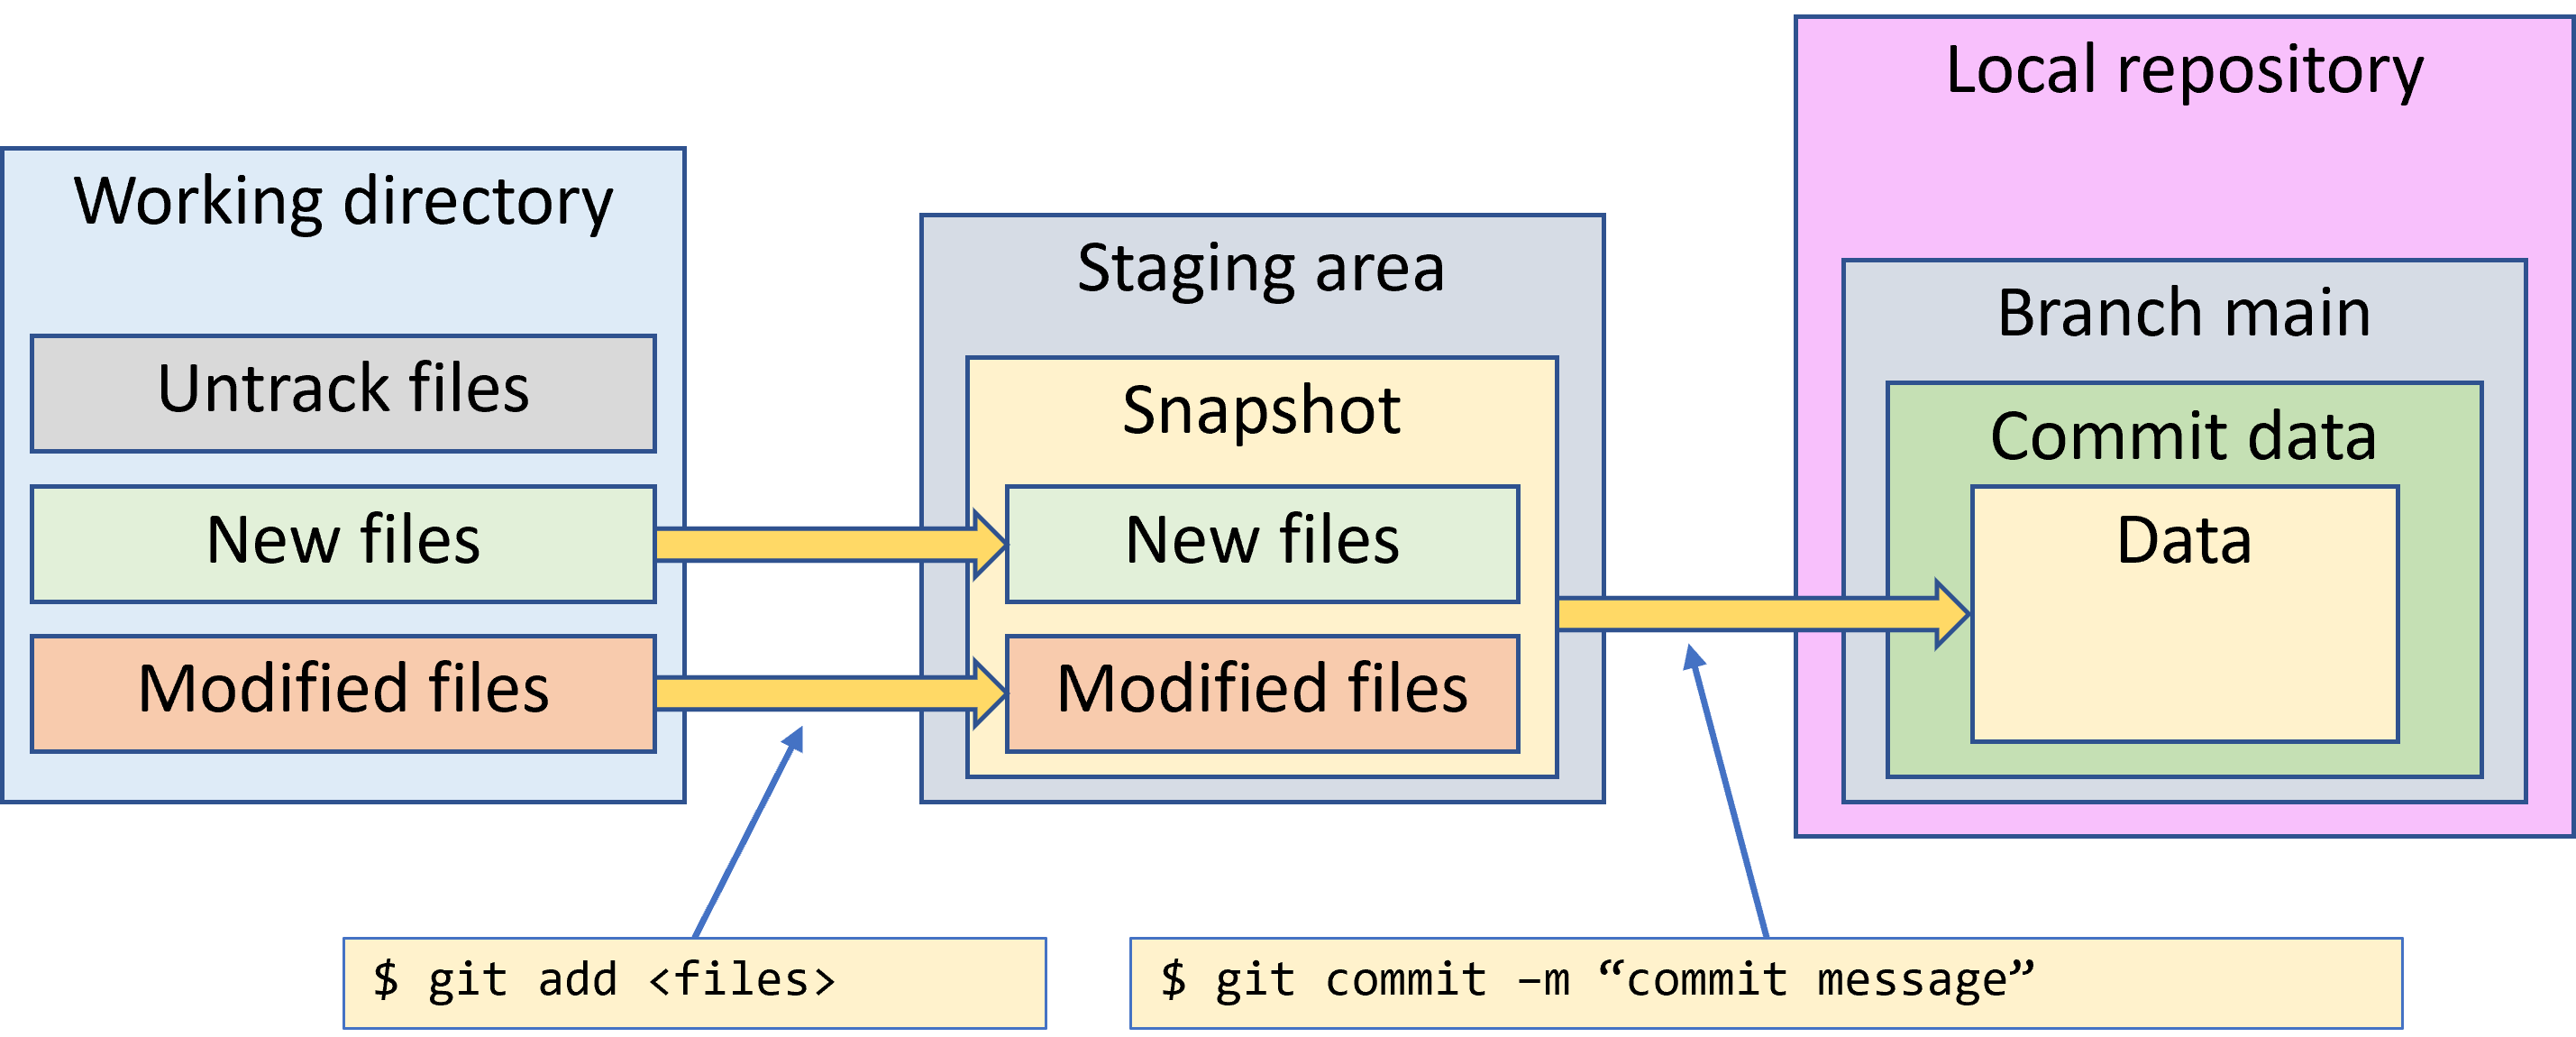 Working directory
Untrack files
New files
Modified files
Staging area
Snapshot
New files
Modified files
Local repository
Branch main
Commit data
Data
$ git add <files>
$ git commit –m “commit message”